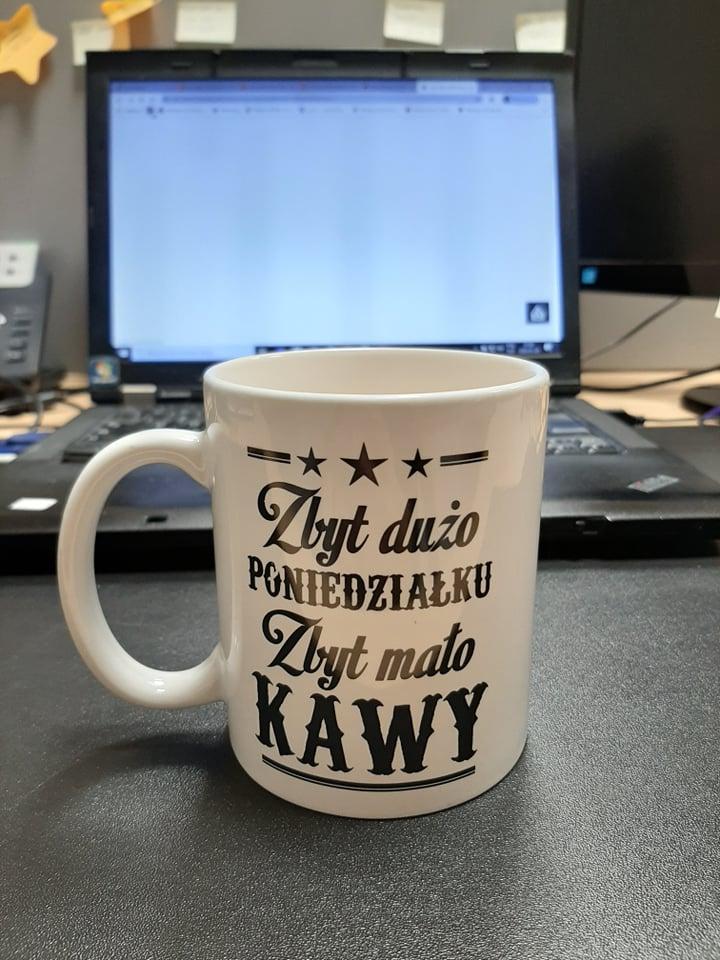 Zbyt dużo
PONIEDZIAŁKU
Zbyt mało
KAWY